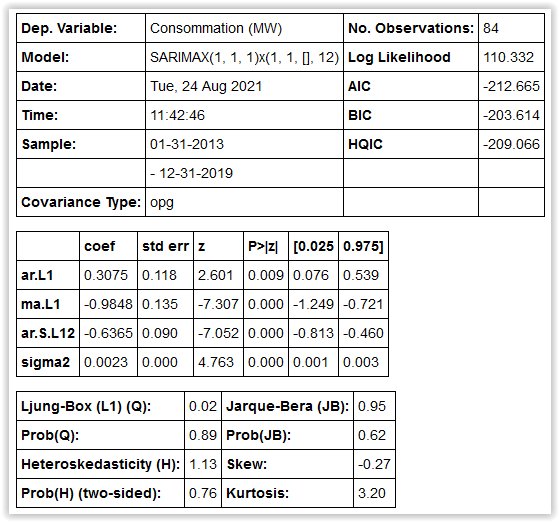 Dep. Variable: Consommation (MW) No. Observations: 84
Model: SARIMAX(1, 1, 1)x(1, 1, [], 12) Log Likelihood 110.332
Date: Tue, 24 Aug 2021 AIC -212.665
Time: 11:42:46 BIC -203.614
Sample: 01-31-2013 HQIC -209.066
- 12-31-2019
Covariance Type: opg
coef std err z P>|z| [0.025 0.975]
ar.L1 0.3075 0.118 2.601 0.009 0.076 0.539
ma.L1 -0.9848 0.135 -7.307 0.000 -1.249 -0.721
ar.S.L12 -0.6365 0.090 -7.052 0.000 -0.813 -0.460
sigma2 0.0023 0.000 4.763 0.000 0.001 0.003
Ljung-Box (L1) (Q): 0.02 Jarque-Bera (JB): 0.95
Prob(Q): 0.89 Prob(JB): 0.62
Heteroskedasticity (H): 1.13 Skew: -0.27
Prob(H) (two-sided): 0.76 Kurtosis: 3.20